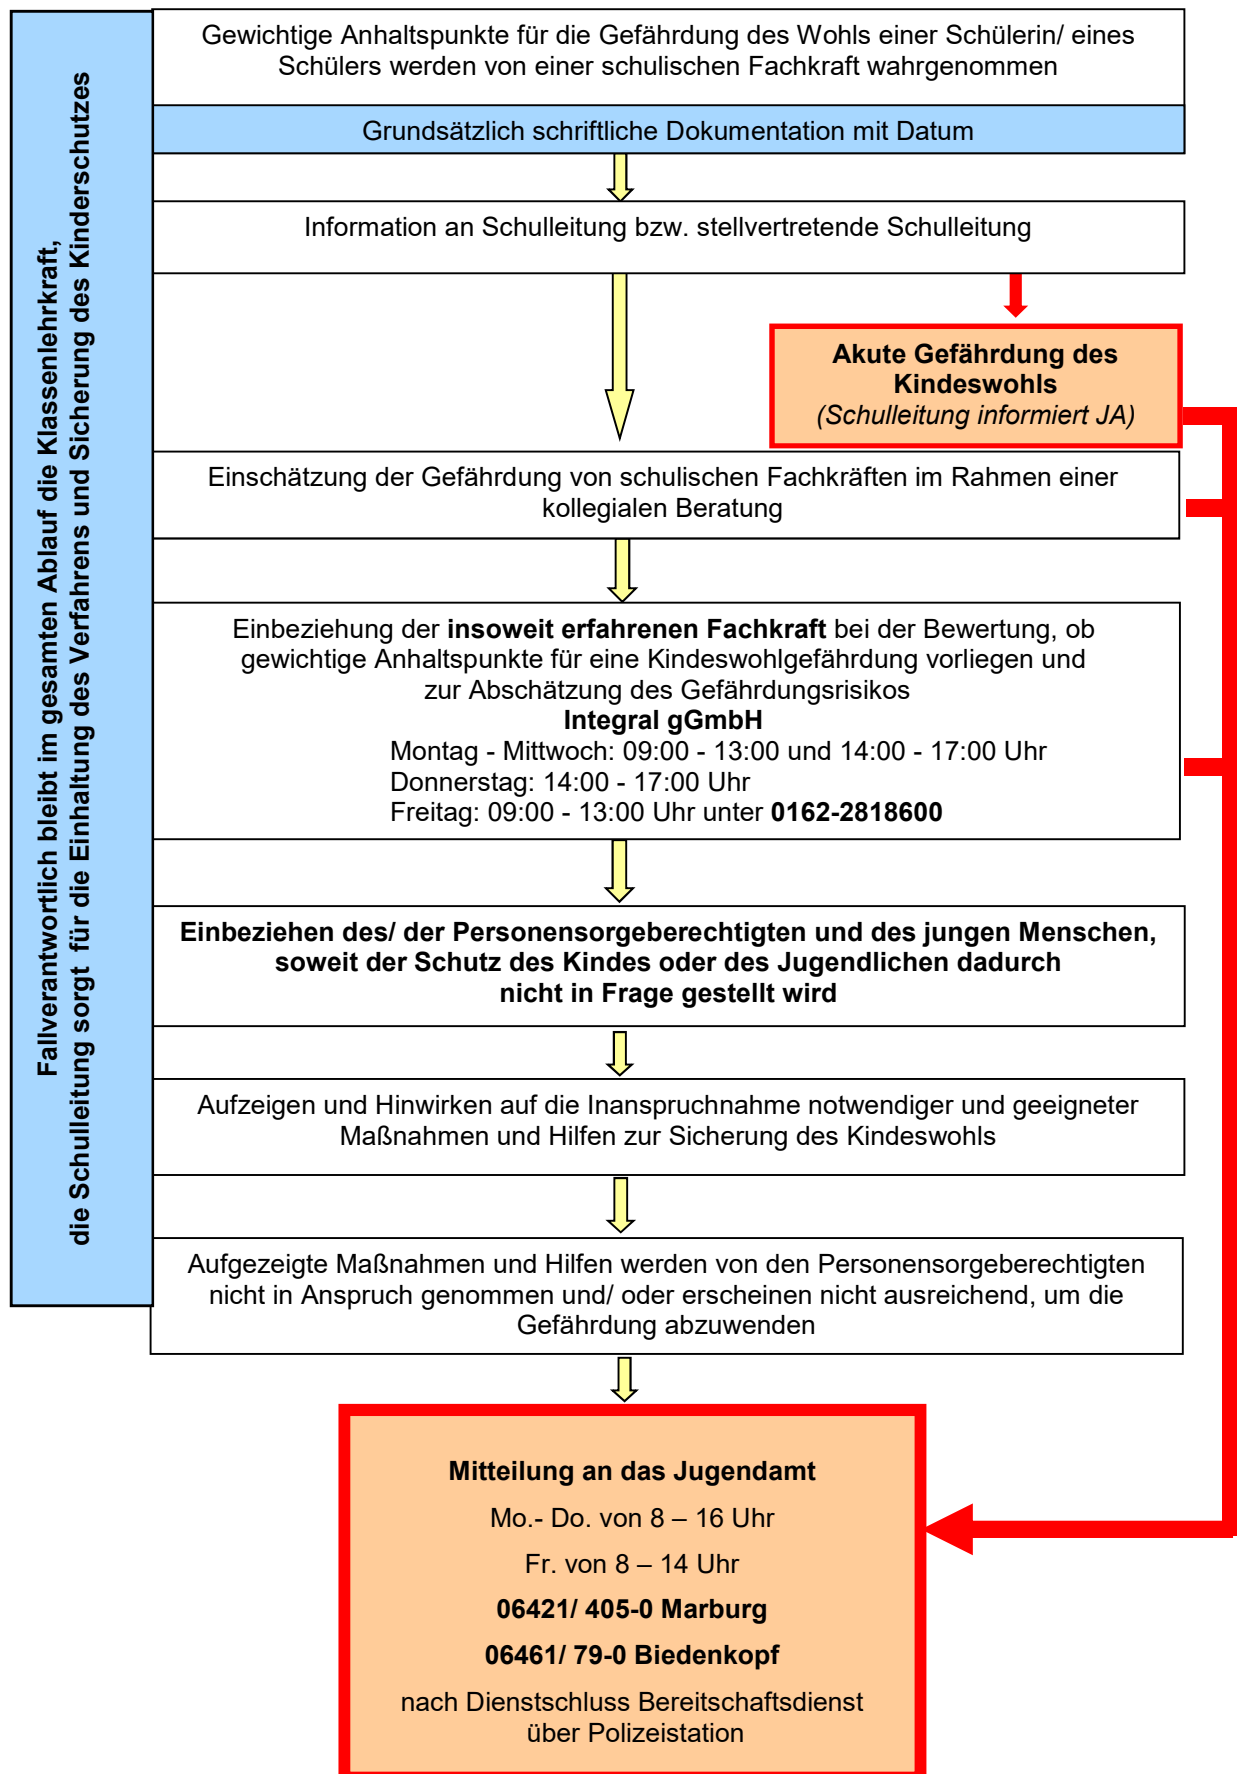 Fallverantwortlich bleibt im gesamten Ablauf die Klassenlehrkraft,
die Schulleitung sorgt für die Einhaltung des Verfahrens und Sicherung des Kinderschutzes
Gewichtige Anhaltspunkte für die Gefährdung des Wohls einer Schülerin/ eines
Schülers werden von einer schulischen Fachkraft wahrgenommen
Grundsätzlich schriftliche Dokumentation mit Datum
Information an Schulleitung bzw. stellvertretende Schulleitung
Akute Gefährdung des
Kindeswohls
(Schulleitung informiert JA)
Einschätzung der Gefährdung von schulischen Fachkräften im Rahmen einer
kollegialen Beratung
Einbeziehung der insoweit erfahrenen Fachkraft bei der Bewertung, ob
gewichtige Anhaltspunkte für eine Kindeswohlgefährdung vorliegen und
zur Abschätzung des Gefährdungsrisikos
Integral gGmbH
Montag - Mittwoch: 09:00 - 13:00 und 14:00 - 17:00 Uhr
Donnerstag: 14:00 - 17:00 Uhr
Freitag: 09:00 - 13:00 Uhr unter 0162-2818600
Einbeziehen des/ der Personensorgeberechtigten und des jungen Menschen,
soweit der Schutz des Kindes oder des Jugendlichen dadurch
nicht in Frage gestellt wird
Aufzeigen und Hinwirken auf die Inanspruchnahme notwendiger und geeigneter
Maßnahmen und Hilfen zur Sicherung des Kindeswohls
Aufgezeigte Maßnahmen und Hilfen werden von den Personensorgeberechtigten
nicht in Anspruch genommen und/ oder erscheinen nicht ausreichend, um die
Gefährdung abzuwenden
Mitteilung an das Jugendamt
Mo.- Do. von 8 – 16 Uhr
Fr. von 8 – 14 Uhr
06421/ 405-0 Marburg
06461/ 79-0 Biedenkopf
nach Dienstschluss Bereitschaftsdienst
über Polizeistation